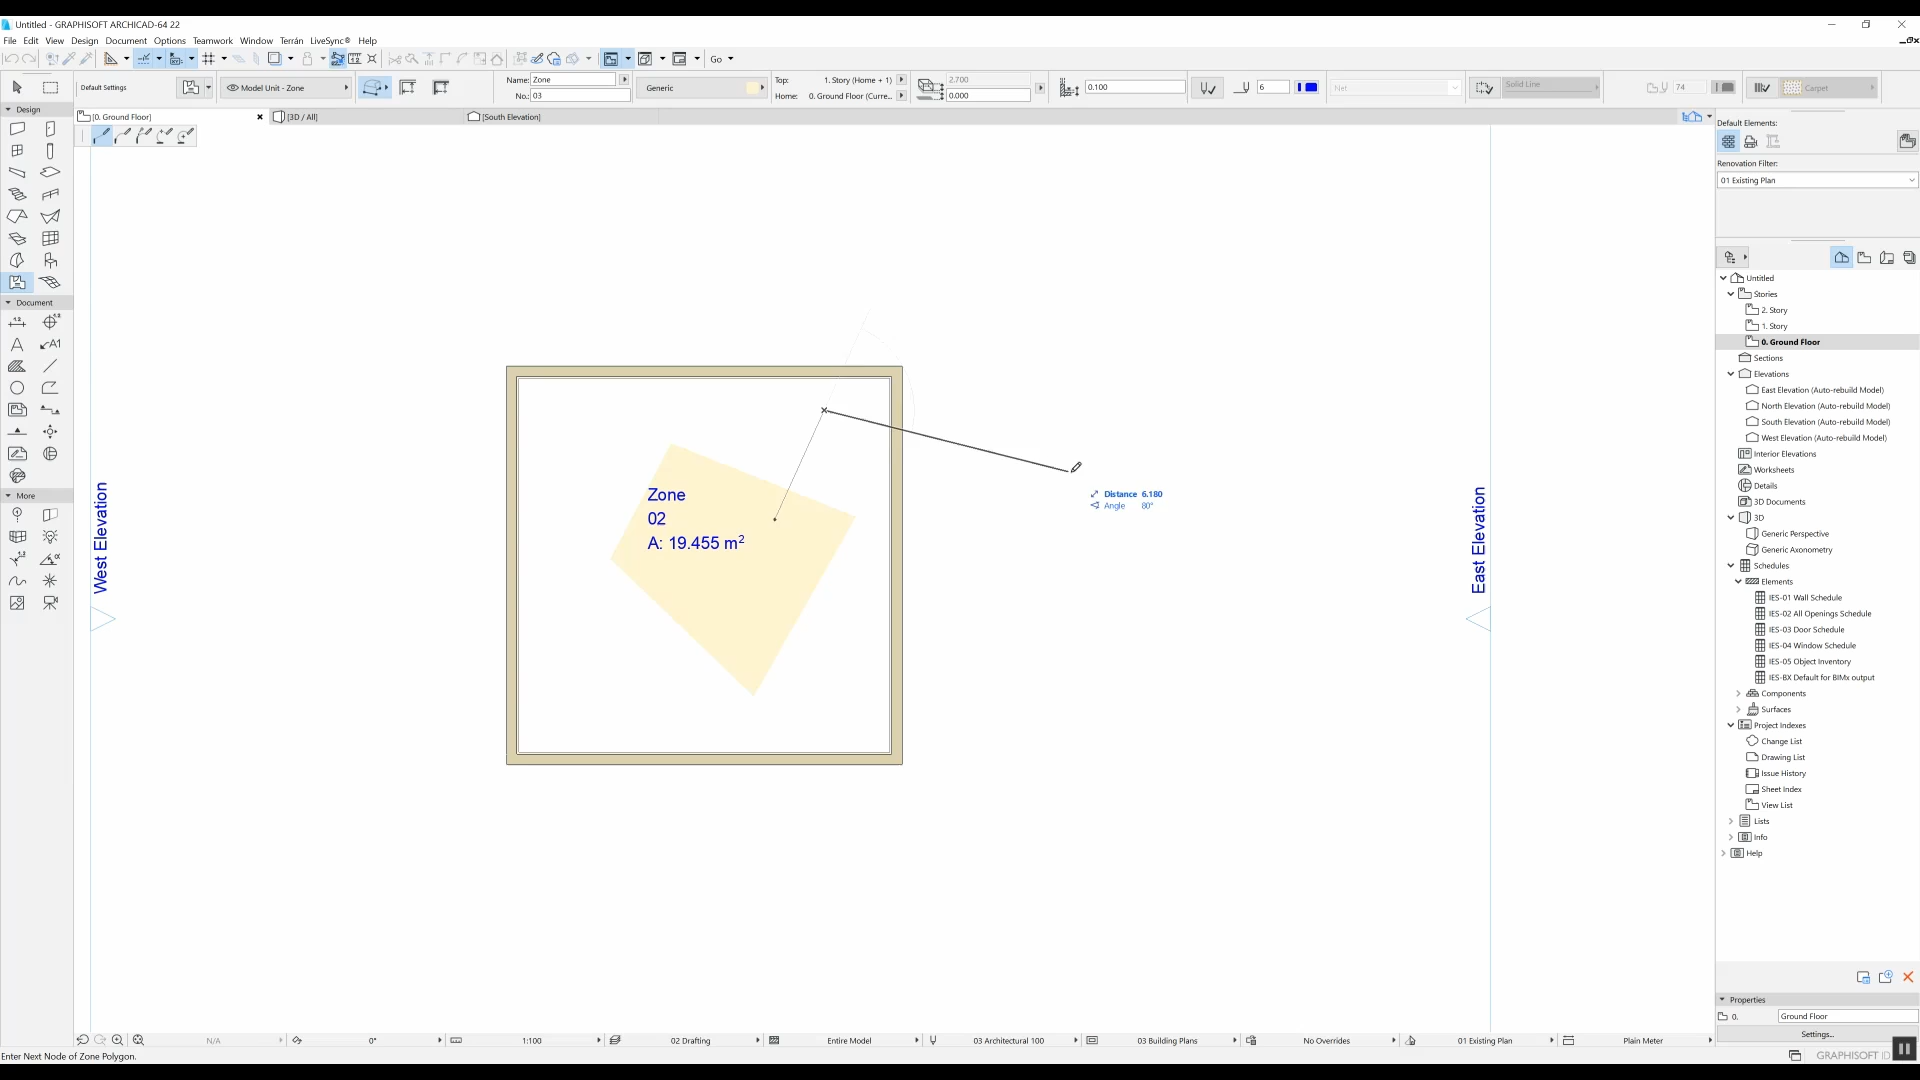 Untitled - GRAPHISOFT ARCHICAD-64 22
File Edit View Design Document Options Teamwork Window Terrán LiveSync® Help
Go
Default Settings
Model Unit - Zone
Name: Zone
No.: 03
Generic
Top: 1. Story (Home + 1)
Home: 0. Ground Floor (Curre...
2.700
0.000
0.100
6
Net
Solid Line
74
Carpet
Design
[0. Ground Floor]
[3D / All]
[South Elevation]
Default Elements:
Renovation Filter:
01 Existing Plan
Untitled
Stories
2. Story
1. Story
0. Ground Floor
Sections
Elevations
East Elevation (Auto-rebuild Model)
North Elevation (Auto-rebuild Model)
South Elevation (Auto-rebuild Model)
West Elevation (Auto-rebuild Model)
Interior Elevations
Worksheets
Details
3D Documents
3D
Generic Perspective
Generic Axonometry
Schedules
Elements
IES-01 Wall Schedule
IES-02 All Openings Schedule
IES-03 Door Schedule
IES-04 Window Schedule
IES-05 Object Inventory
IES-BX Default for BIMx output
Components
Surfaces
Project Indexes
Change List
Drawing List
Issue History
Sheet Index
View List
Lists
Info
Help
Document
More
West Elevation
Zone
02
A: 19.455 m²
Distance 6.180
Angle 80°
East Elevation
Properties
0. Ground Floor
Settings...
N/A
0°
1:100
02 Drafting
Entire Model
03 Architectural 100
03 Building Plans
No Overrides
01 Existing Plan
Plain Meter
Enter Next Node of Zone Polygon.
GRAPHISOFT ID